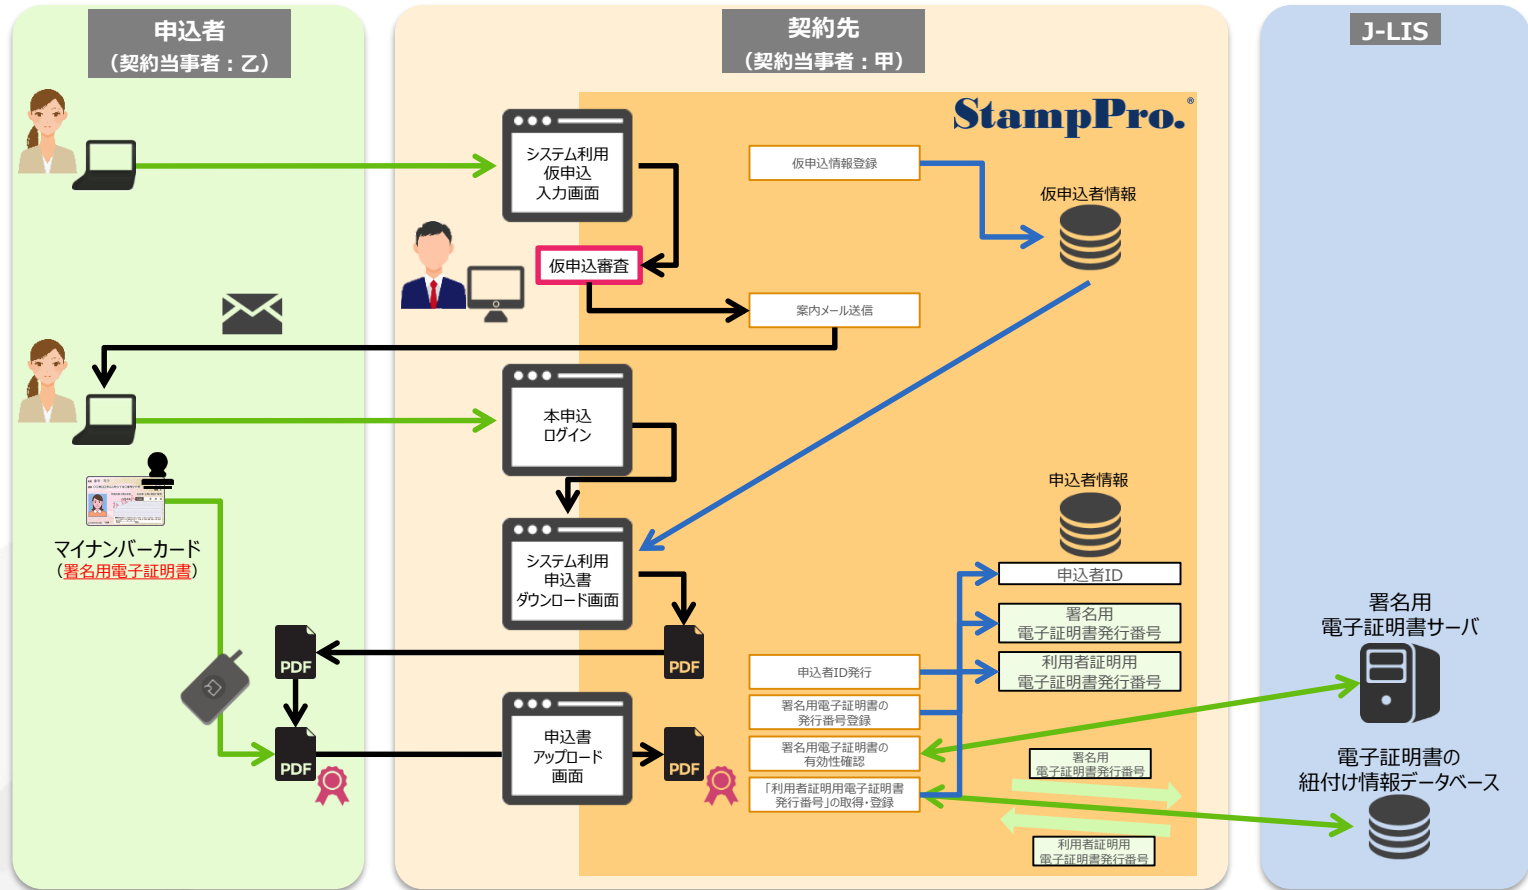 申込者
（契約当事者：乙）
契約先
（契約当事者：甲）
J-LIS
StampPro.®
システム利用
仮申込
入力画面
仮申込情報登録
仮申込者情報
仮申込審査
案内メール送信
本申込
ログイン
マイナンバーカード
（署名用電子証明書）
システム利用
申込書
ダウンロード画面
申込者情報
申込者ID
署名用
電子証明書発行番号
利用者証明用
電子証明書発行番号
PDF
PDF
申込者ID発行
署名用電子証明書の
発行番号登録
署名用電子証明書の
有効性確認
「利用者証明用電子証明書
発行番号」の取得・登録
PDF
申込書
アップロード
画面
PDF
署名用
電子証明書発行番号
利用者証明用
電子証明書発行番号
署名用
電子証明書サーバ
電子証明書の
紐付け情報データベース